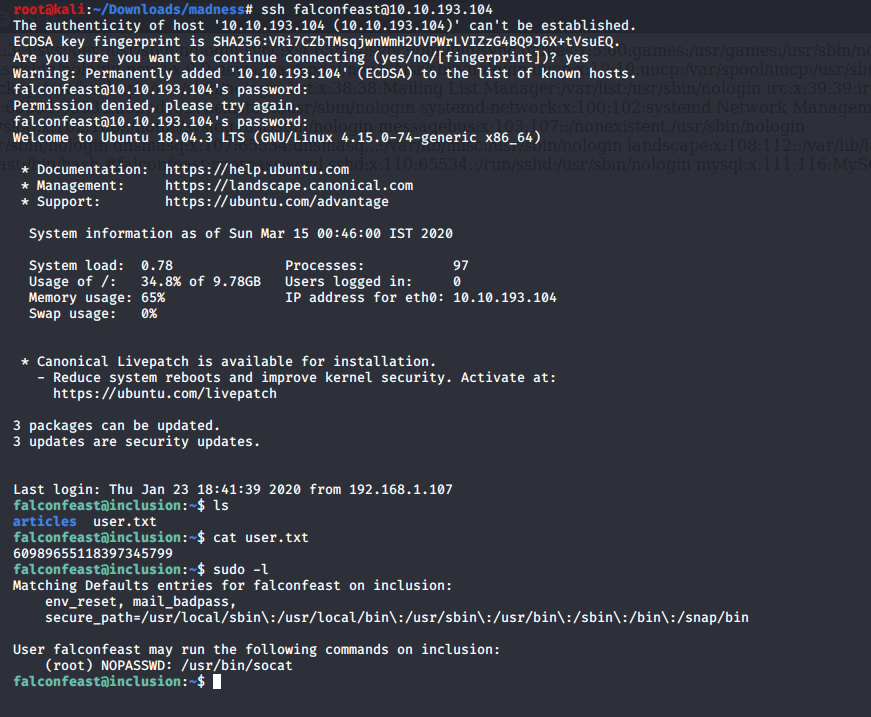 root@kali:~/Downloads/madness# ssh falconfeast@10.10.193.104
The authenticity of host '10.10.193.104 (10.10.193.104)' can't be established.
ECDSA key fingerprint is SHA256:VRi7CZbTMsqjwnWmH2UVPWrLVIZzG4BQ9J6X+tVsuEQ.
Are you sure you want to continue connecting (yes/no/[fingerprint])? yes
Warning: Permanently added '10.10.193.104' (ECDSA) to the list of known hosts.
falconfeast@10.10.193.104's password:
Permission denied, please try again.
falconfeast@10.10.193.104's password:
Welcome to Ubuntu 18.04.3 LTS (GNU/Linux 4.15.0-74-generic x86_64)
* Documentation:  https://help.ubuntu.com
* Management:     https://landscape.canonical.com
* Support:        https://ubuntu.com/advantage
System information as of Sun Mar 15 00:46:00 IST 2020
System load:  0.78              Processes:           97
Usage of /:   34.8% of 9.78GB   Users logged in:     0
Memory usage: 65%               IP address for eth0: 10.10.193.104
Swap usage:   0%
* Canonical Livepatch is available for installation.
- Reduce system reboots and improve kernel security. Activate at:
https://ubuntu.com/livepatch
3 packages can be updated.
3 updates are security updates.
Last login: Thu Jan 23 18:41:39 2020 from 192.168.1.107
falconfeast@inclusion:~$ ls
articles  user.txt
falconfeast@inclusion:~$ cat user.txt
60989655118397345799
falconfeast@inclusion:~$ sudo -l
Matching Defaults entries for falconfeast on inclusion:
env_reset, mail_badpass,
secure_path=/usr/local/sbin\:/usr/local/bin\:/usr/sbin\:/usr/bin\:/sbin\:/bin\:/snap/bin
User falconfeast may run the following commands on inclusion:
(root) NOPASSWD: /usr/bin/socat
falconfeast@inclusion:~$